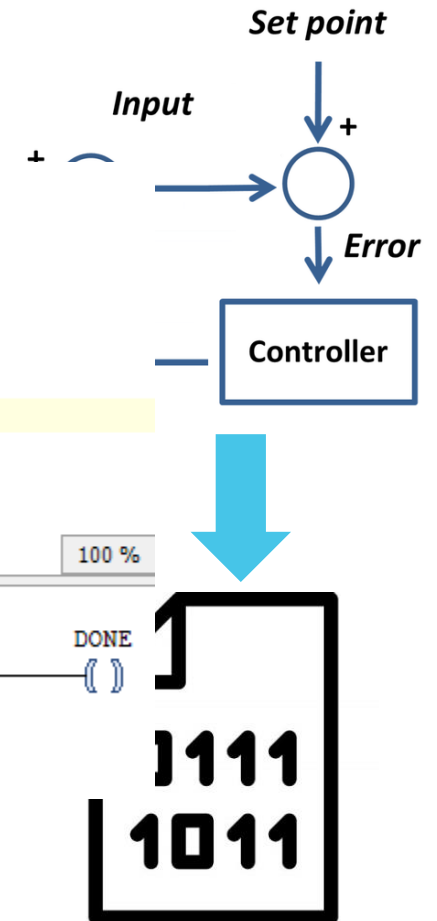 Set point
Input
+
+
Error
Controller
100 %
DONE
( )
0111
1011